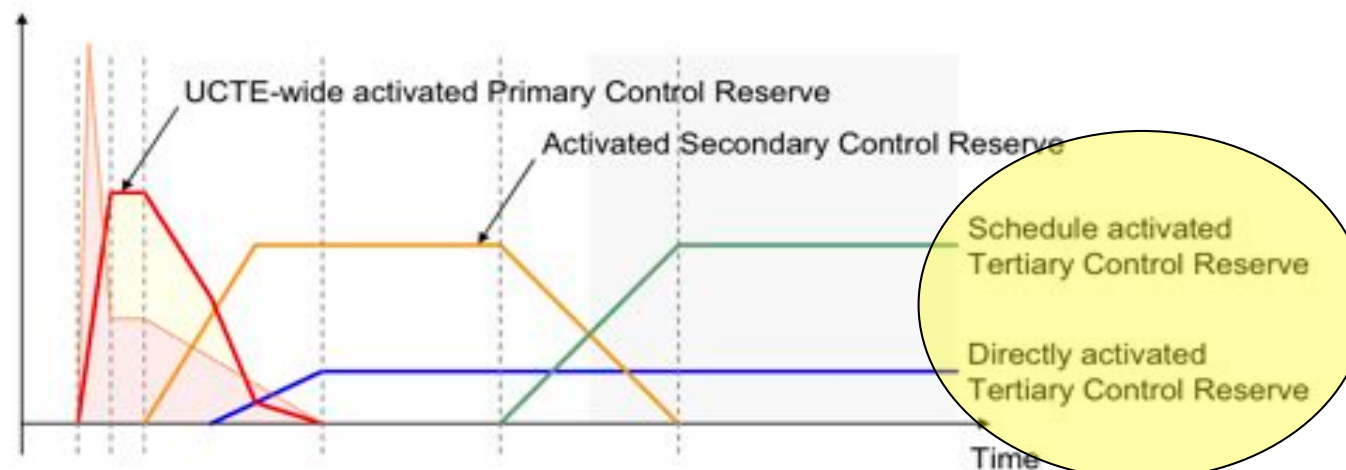 UCTE-wide activated Primary Control Reserve
Activated Secondary Control Reserve
Schedule activated
Tertiary Control Reserve
Directly activated
Tertiary Control Reserve
Time